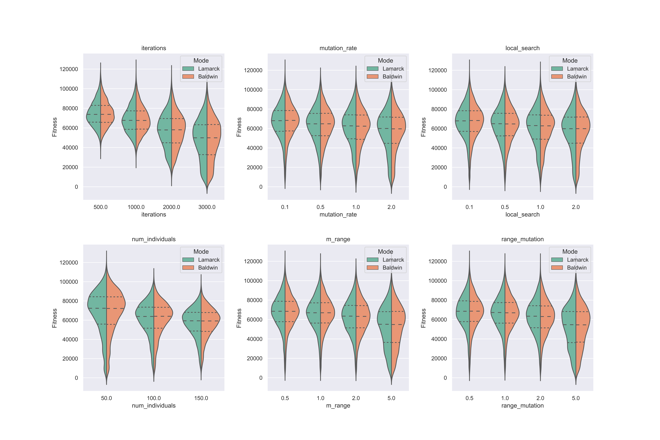 iterations
Mode
Lamarck
Baldwin
120000
100000
80000
60000
40000
20000
0
Fitness
500.0 1000.0 2000.0 3000.0
iterations
mutation_rate
Mode
Lamarck
Baldwin
120000
100000
80000
60000
40000
20000
0
Fitness
0.1 0.5 1.0 2.0
mutation_rate
local_search
Mode
Lamarck
Baldwin
120000
100000
80000
60000
40000
20000
0
Fitness
0.1 0.5 1.0 2.0
local_search
num_individuals
Mode
Lamarck
Baldwin
120000
100000
80000
60000
40000
20000
0
Fitness
50.0 100.0 150.0
num_individuals
m_range
Mode
Lamarck
Baldwin
120000
100000
80000
60000
40000
20000
0
Fitness
0.5 1.0 2.0 5.0
m_range
range_mutation
Mode
Lamarck
Baldwin
120000
100000
80000
60000
40000
20000
0
Fitness
0.5 1.0 2.0 5.0
range_mutation